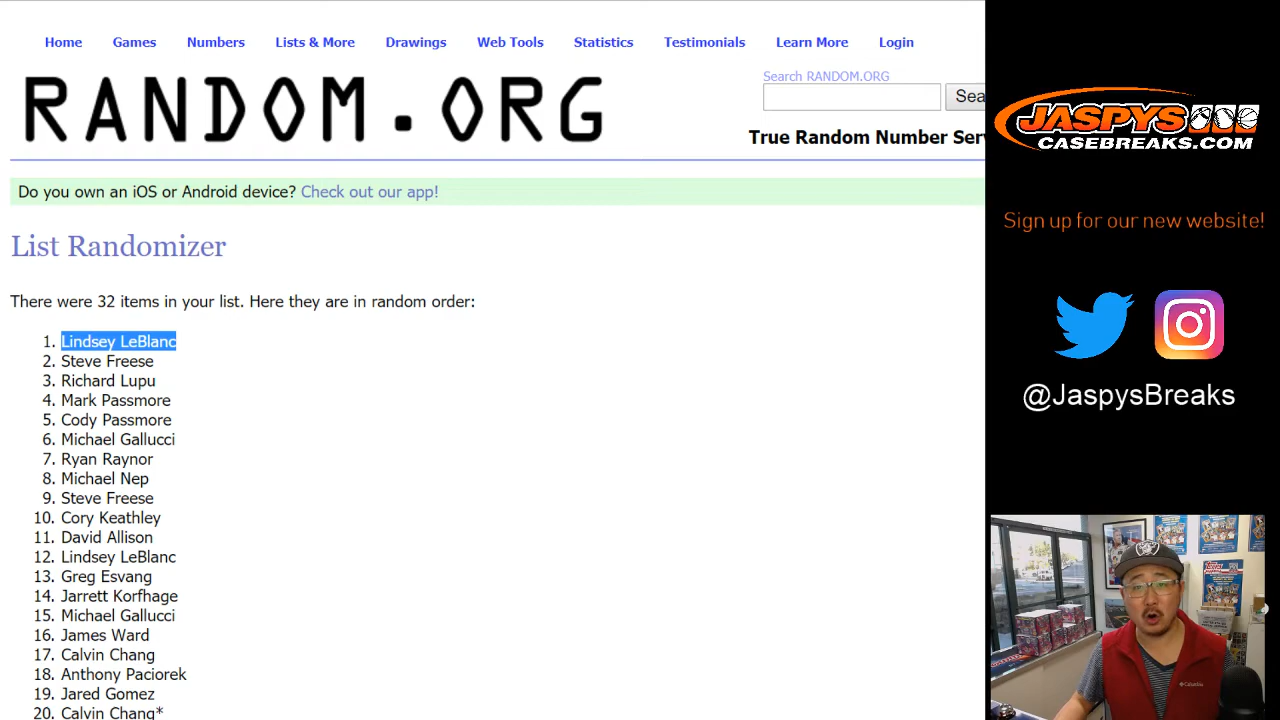 Home Games Numbers Lists & More Drawings Web Tools Statistics Testimonials Learn More Login
RANDOM.ORG
Search RANDOM.ORG
Sea
True Random Number Ser
Do you own an iOS or Android device? Check out our app!
List Randomizer
There were 32 items in your list. Here they are in random order:
1. Lindsey LeBlanc
2. Steve Freese
3. Richard Lupu
4. Mark Passmore
5. Cody Passmore
6. Michael Gallucci
7. Ryan Raynor
8. Michael Nep
9. Steve Freese
10. Cory Keathley
11. David Allison
12. Lindsey LeBlanc
13. Greg Esvang
14. Jarrett Korfhage
15. Michael Gallucci
16. James Ward
17. Calvin Chang
18. Anthony Paciorek
19. Jared Gomez
20. Calvin Chang*
JASPYS
CASEBREAKS.COM
Sign up for our new website!
@JaspysBreaks